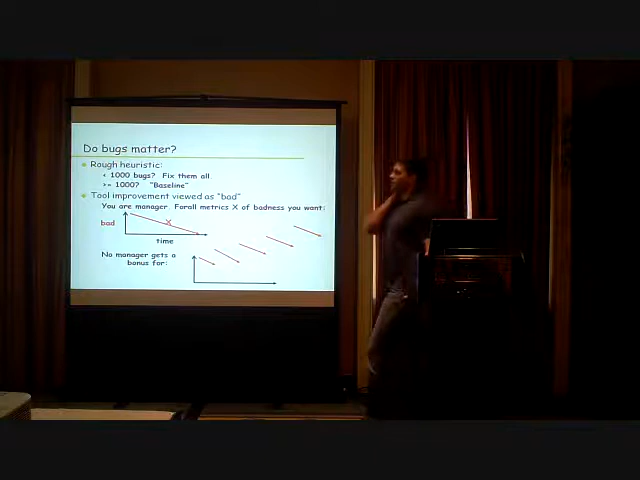 Do bugs matter?
Rough heuristic:
< 1000 bugs? Fix them all.
>= 1000? "Baseline"
Tool improvement viewed as "bad"
You are manager. Forall metrics X of badness you want:
bad
X
time
No manager gets a
bonus for: